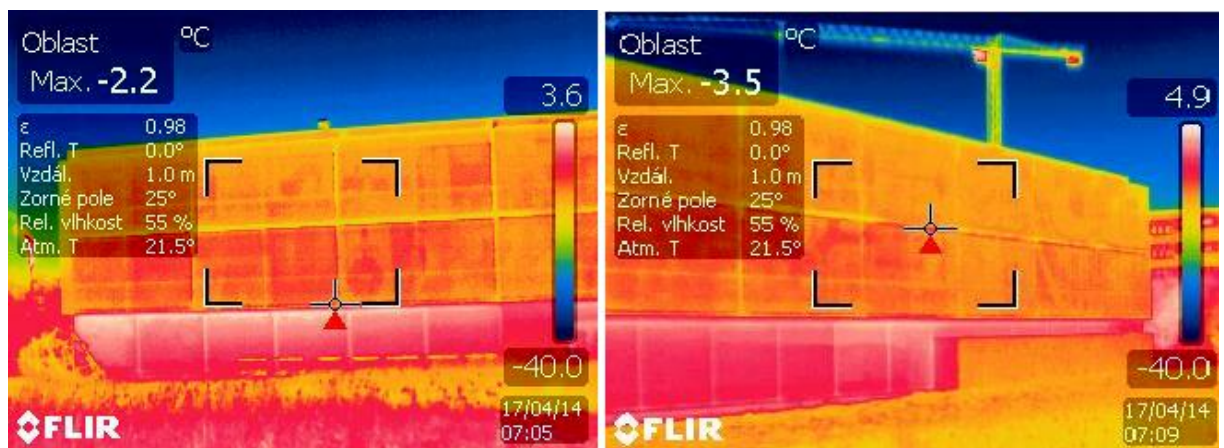 Oblast °C
Max. -2.2
3.6
ε 0.98
Refl. T 0.0°
Vzdál. 1.0 m
Zorné pole 25°
Rel. vlhkost 55 %
Atm. T 21.5°
-40.0
17/04/14
07:05
FLIR
Oblast °C
Max. -3.5
4.9
ε 0.98
Refl. T 0.0°
Vzdál. 1.0 m
Zorné pole 25°
Rel. vlhkost 55 %
Atm. T 21.5°
-40.0
17/04/14
07:09
FLIR